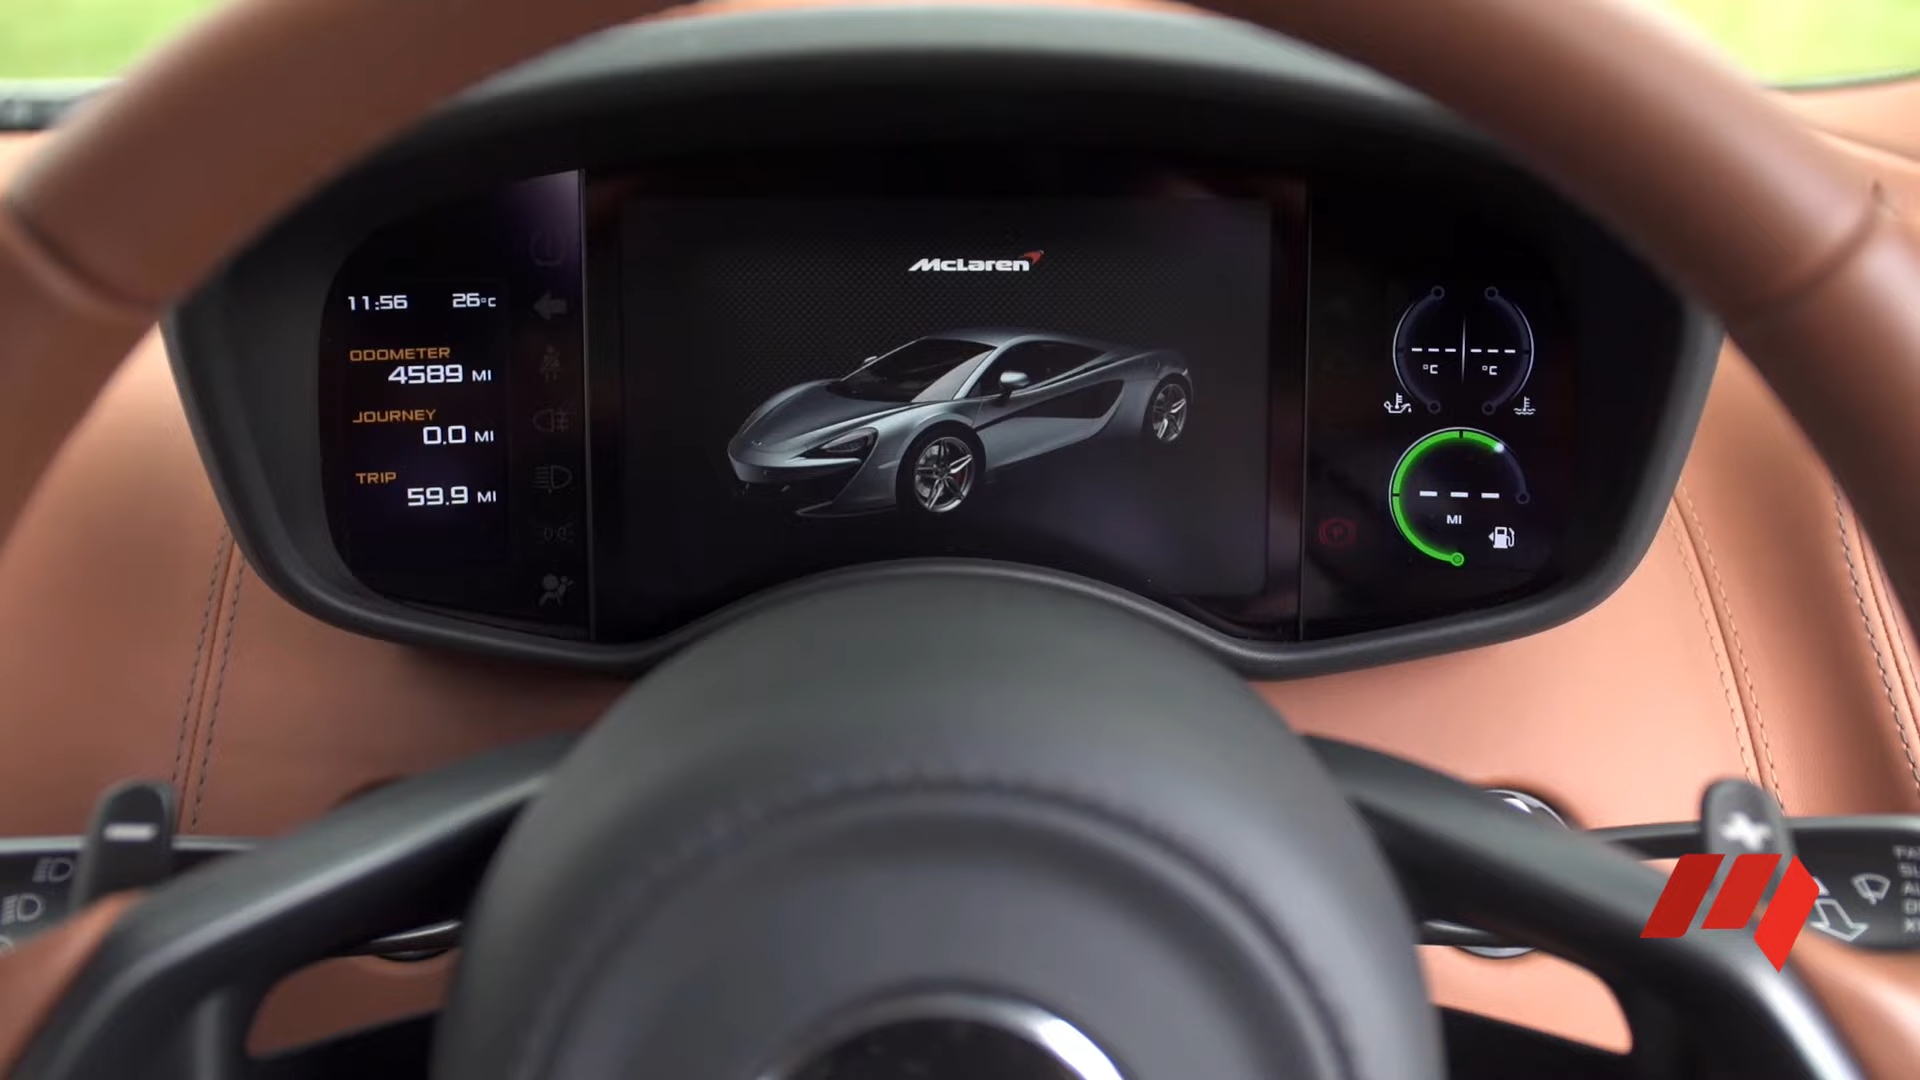 McLaren
11:56 26°C
ODOMETER
4589 MI
JOURNEY
0.0 MI
TRIP
59.9 MI
--- ---
°C °C
---
MI
P